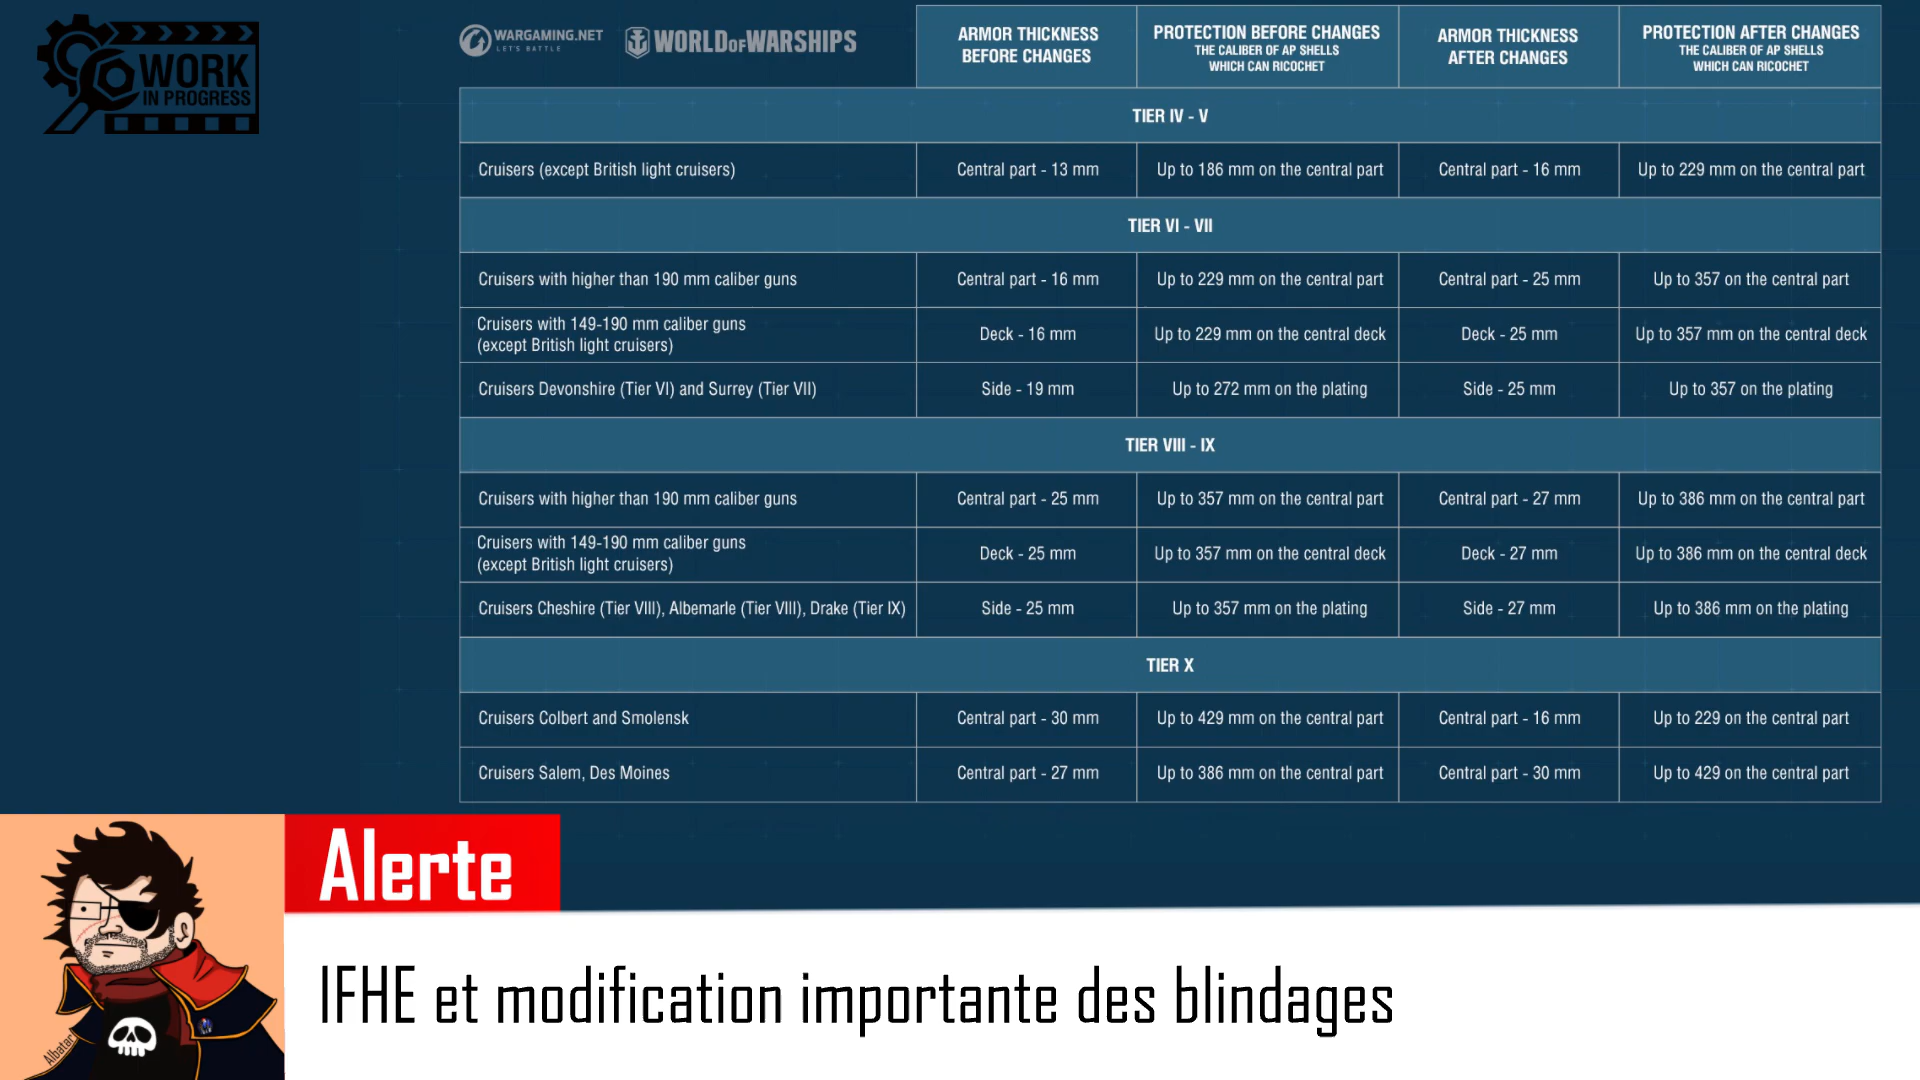 WORK
IN PROGRESS
WARGAMING.NET
LET'S BATTLE
WORLD OF WARSHIPS
ARMOR THICKNESS
BEFORE CHANGES
PROTECTION BEFORE CHANGES
THE CALIBER OF AP SHELLS
WHICH CAN RICOCHET
ARMOR THICKNESS
AFTER CHANGES
PROTECTION AFTER CHANGES
THE CALIBER OF AP SHELLS
WHICH CAN RICOCHET
TIER IV - V
Cruisers (except British light cruisers)
Central part - 13 mm
Up to 186 mm on the central part
Central part - 16 mm
Up to 229 mm on the central part
TIER VI - VII
Cruisers with higher than 190 mm caliber guns
Central part - 16 mm
Up to 229 mm on the central part
Central part - 25 mm
Up to 357 on the central part
Cruisers with 149-190 mm caliber guns
(except British light cruisers)
Deck - 16 mm
Up to 229 mm on the central deck
Deck - 25 mm
Up to 357 mm on the central deck
Cruisers Devonshire (Tier VI) and Surrey (Tier VII)
Side - 19 mm
Up to 272 mm on the plating
Side - 25 mm
Up to 357 on the plating
TIER VIII - IX
Cruisers with higher than 190 mm caliber guns
Central part - 25 mm
Up to 357 mm on the central part
Central part - 27 mm
Up to 386 mm on the central part
Cruisers with 149-190 mm caliber guns
(except British light cruisers)
Deck - 25 mm
Up to 357 mm on the central deck
Deck - 27 mm
Up to 386 mm on the central deck
Cruisers Cheshire (Tier VIII), Albemarle (Tier VIII), Drake (Tier IX)
Side - 25 mm
Up to 357 mm on the plating
Side - 27 mm
Up to 386 mm on the plating
TIER X
Cruisers Colbert and Smolensk
Central part - 30 mm
Up to 429 mm on the central part
Central part - 16 mm
Up to 229 on the central part
Cruisers Salem, Des Moines
Central part - 27 mm
Up to 386 mm on the central part
Central part - 30 mm
Up to 429 on the central part
Alerte
IFHE et modification importante des blindages
Albatar